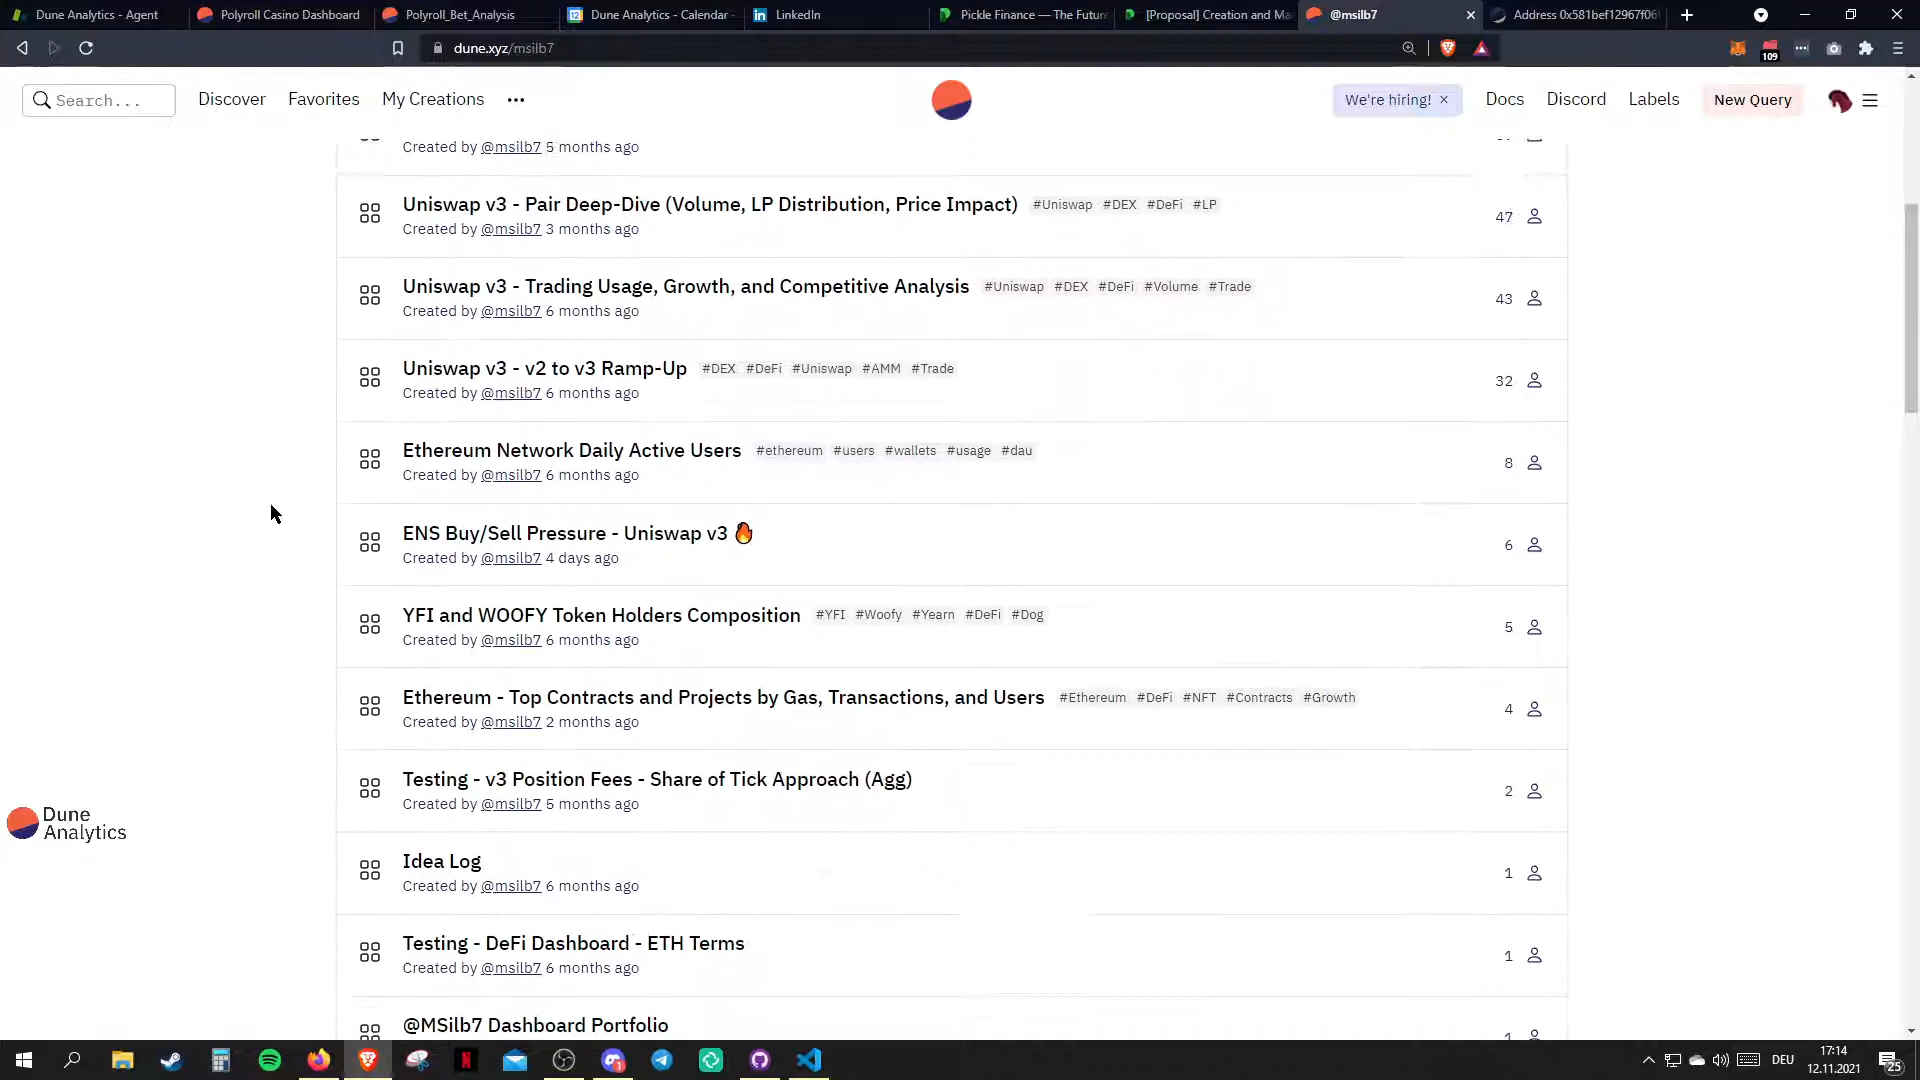 Dune Analytics - Agent
Polyroll Casino Dashboard
Polyroll_Bet_Analysis
Dune Analytics - Calendar -
LinkedIn
Pickle Finance — The Future
[Proposal] Creation and Ma
@msilb7
Address 0x581bef12967f06
dune.xyz/msilb7
109
Search...
Discover
Favorites
My Creations
We're hiring! ×
Docs
Discord
Labels
New Query
Created by @msilb7 5 months ago
Uniswap v3 - Pair Deep-Dive (Volume, LP Distribution, Price Impact) #Uniswap #DEX #DeFi #LP
47
Created by @msilb7 3 months ago
Uniswap v3 - Trading Usage, Growth, and Competitive Analysis #Uniswap #DEX #DeFi #Volume #Trade
43
Created by @msilb7 6 months ago
Uniswap v3 - v2 to v3 Ramp-Up #DEX #DeFi #Uniswap #AMM #Trade
32
Created by @msilb7 6 months ago
Ethereum Network Daily Active Users #ethereum #users #wallets #usage #dau
8
Created by @msilb7 6 months ago
ENS Buy/Sell Pressure - Uniswap v3 🔥
6
Created by @msilb7 4 days ago
YFI and WOOFY Token Holders Composition #YFI #Woofy #Yearn #DeFi #Dog
5
Created by @msilb7 6 months ago
Ethereum - Top Contracts and Projects by Gas, Transactions, and Users #Ethereum #DeFi #NFT #Contracts #Growth
4
Created by @msilb7 2 months ago
Testing - v3 Position Fees - Share of Tick Approach (Agg)
2
Created by @msilb7 5 months ago
Dune
Analytics
Idea Log
1
Created by @msilb7 6 months ago
Testing - DeFi Dashboard - ETH Terms
1
Created by @msilb7 6 months ago
@MSilb7 Dashboard Portfolio
DEU
17:14
12.11.2021
25